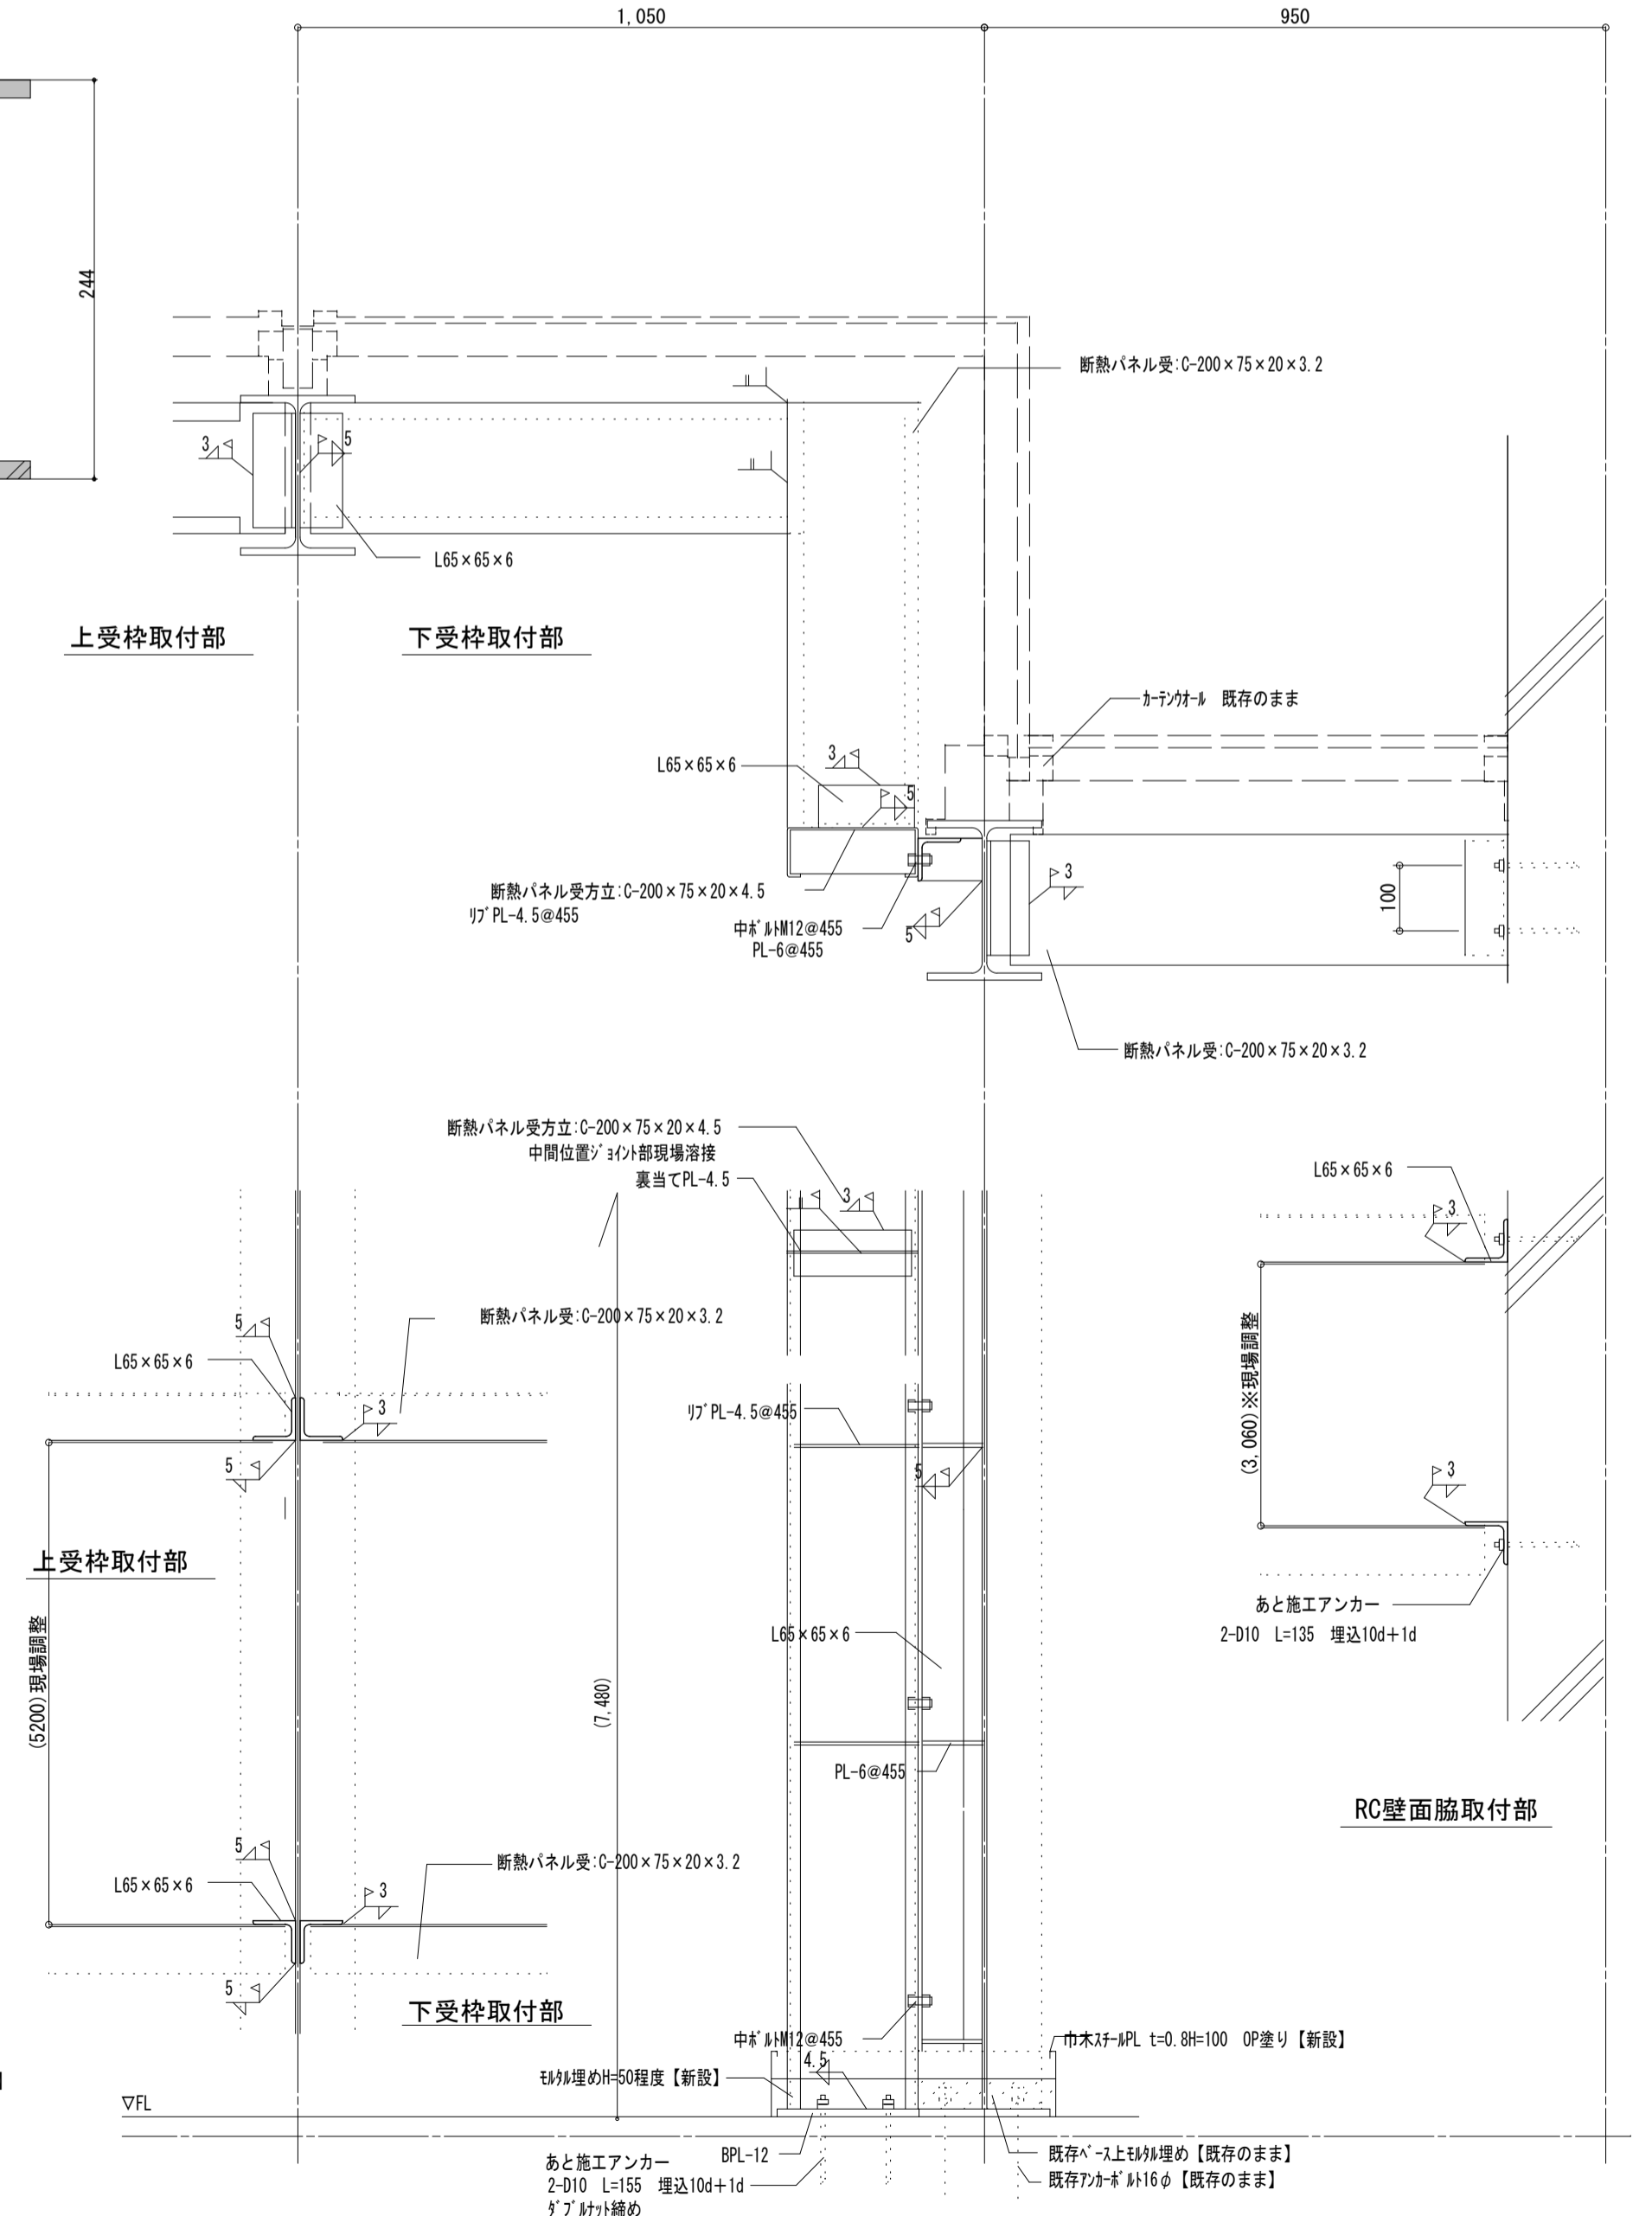 1,050
950
244
断熱パネル受:C-200×75×20×3.2
3
5
L65×65×6
上受枠取付部
下受枠取付部
ｶｰﾃﾝｳｵｰﾙ 既存のまま
L65×65×6
3
5
断熱パネル受方立:C-200×75×20×4.5
ﾘﾌﾞPL-4.5@455
中ﾎﾞﾙﾄM12@455
PL-6@455
5
3
100
断熱パネル受:C-200×75×20×3.2
断熱パネル受方立:C-200×75×20×4.5
中間位置ｼﾞｮｲﾝﾄ部現場溶接
裏当てPL-4.5
3
L65×65×6
3
断熱パネル受:C-200×75×20×3.2
5
L65×65×6
3
5
ﾘﾌﾞPL-4.5@455
5
(3,060)※現場調整
3
上受枠取付部
(5200)現場調整
(7,480)
L65×65×6
あと施工アンカー
2-D10 L=135 埋込10d+1d
PL-6@455
RC壁面脇取付部
5
L65×65×6
断熱パネル受:C-200×75×20×3.2
3
5
下受枠取付部
中ﾎﾞﾙﾄM12@455
4.5
巾木ｽﾁｰﾙPL t=0.8H=100 OP塗り【新設】
ﾓﾙﾀﾙ埋めH=50程度【新設】
▽FL
BPL-12
あと施工アンカー
2-D10 L=155 埋込10d+1d
ﾀﾞﾌﾞﾙﾅｯﾄ締め
既存ﾍﾞｰｽ上ﾓﾙﾀﾙ埋め【既存のまま】
既存ｱﾝｶｰﾎﾞﾙﾄ16φ【既存のまま】